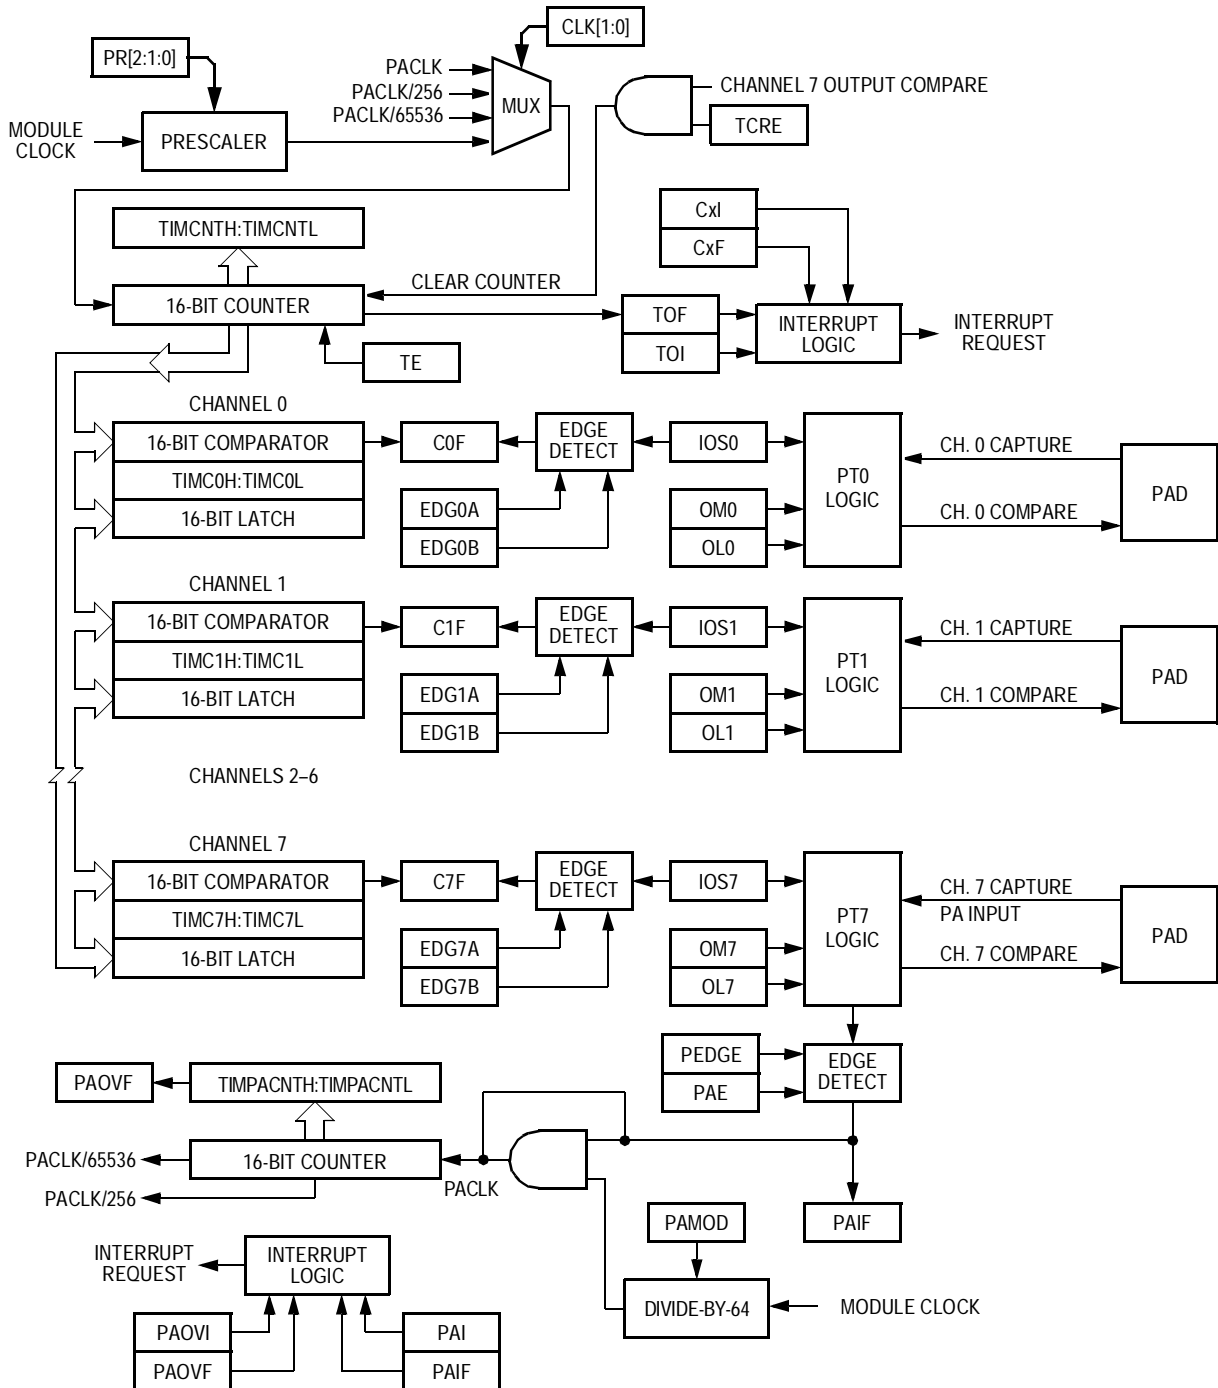 CLK[1:0]
PR[2:1:0]
PACLK
PACLK/256
PACLK/65536
MUX
CHANNEL 7 OUTPUT COMPARE
TCRE
MODULE
CLOCK
PRESCALER
TIMCNTH:TIMCNTL
CxI
CxF
CLEAR COUNTER
16-BIT COUNTER
TOF
TOI
INTERRUPT
LOGIC
INTERRUPT
REQUEST
TE
CHANNEL 0
16-BIT COMPARATOR
TIMC0H:TIMC0L
16-BIT LATCH
C0F
EDGE
DETECT
IOS0
EDG0A
EDG0B
OM0
OL0
PT0
LOGIC
CH. 0 CAPTURE
CH. 0 COMPARE
PAD
CHANNEL 1
16-BIT COMPARATOR
TIMC1H:TIMC1L
16-BIT LATCH
C1F
EDGE
DETECT
IOS1
EDG1A
EDG1B
OM1
OL1
PT1
LOGIC
CH. 1 CAPTURE
CH. 1 COMPARE
PAD
CHANNELS 2–6
CHANNEL 7
16-BIT COMPARATOR
TIMC7H:TIMC7L
16-BIT LATCH
C7F
EDGE
DETECT
IOS7
EDG7A
EDG7B
OM7
OL7
PT7
LOGIC
CH. 7 CAPTURE
PA INPUT
CH. 7 COMPARE
PAD
PEDGE
PAE
EDGE
DETECT
PAOVF
TIMPACNTH:TIMPACNTL
PACLK/65536
16-BIT COUNTER
PACLK
PACLK/256
PAMOD
PAIF
INTERRUPT
REQUEST
INTERRUPT
LOGIC
DIVIDE-BY-64
MODULE CLOCK
PAOVI
PAOVF
PAI
PAIF